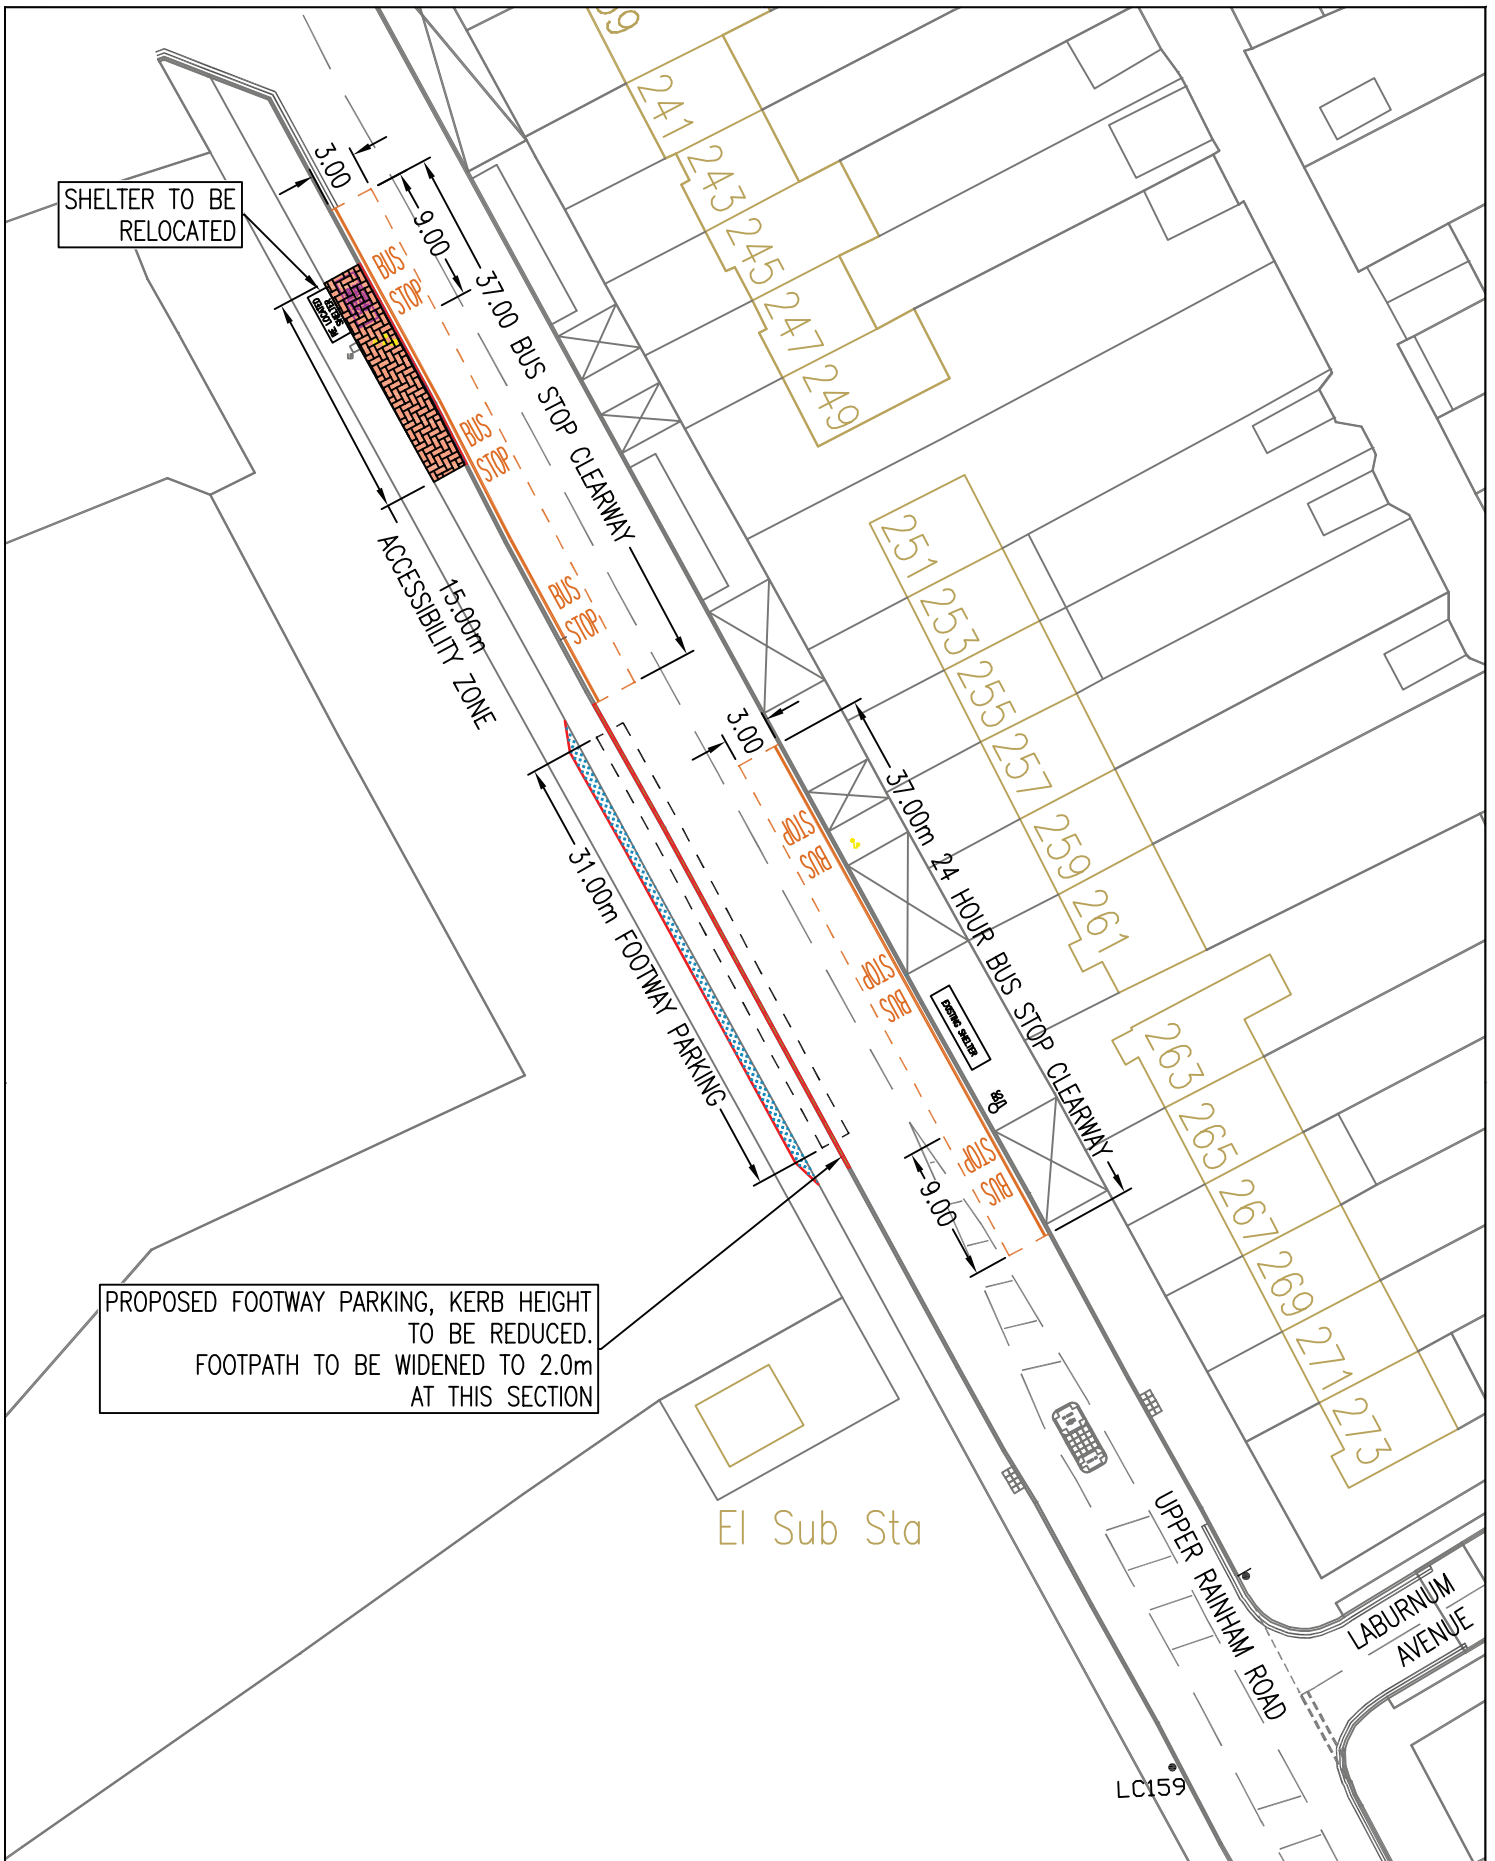 241
243
245
247
249
3.00
SHELTER TO BE
RELOCATED
9.00
37.00 BUS STOP CLEARWAY
BUS
STOP
RE LOCATED
SHELTER
BUS
STOP
BUS
STOP
15.00m
ACCESSIBILITY ZONE
251
253
255
257
259
261
3.00
37.00m 24 HOUR BUS STOP CLEARWAY
BUS
STOP
BUS
STOP
BUS
STOP
EXISTING SHELTER
31.00m FOOTWAY PARKING
9.00
263
265
267
269
271
273
PROPOSED FOOTWAY PARKING, KERB HEIGHT
TO BE REDUCED.
FOOTPATH TO BE WIDENED TO 2.0m
AT THIS SECTION
El Sub Sta
UPPER RAINHAM ROAD
LABURNUM
AVENUE
LC159